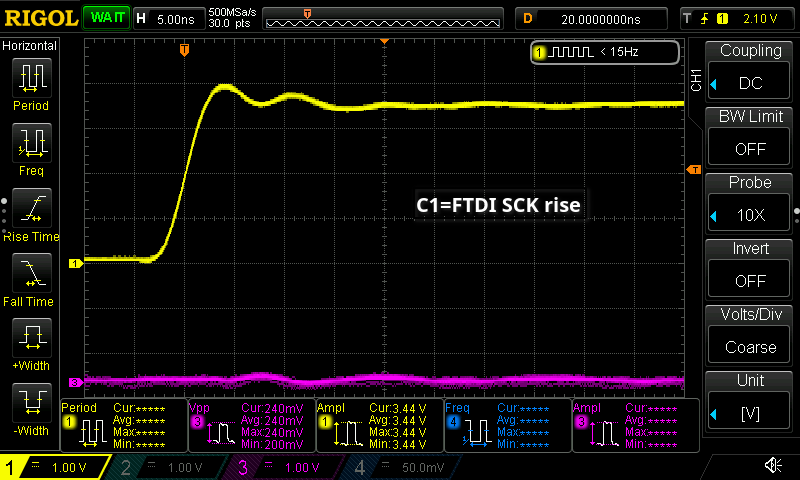 RIGOL WAIT H 5.00ns 500MSa/s 30.0 pts D 20.0000000ns T 1 2.10 V
Horizontal
Period
Freq
Rise Time
Fall Time
+Width
-Width
T
1 < 15Hz
C1=FTDI SCK rise
T
1
3
CH1
Coupling
DC
BW Limit
OFF
Probe
10X
Invert
OFF
Volts/Div
Coarse
Unit
[V]
Period
1
Cur:*****
Avg:*****
Max:*****
Min:*****
Vpp
3
Cur:240mV
Avg:240mV
Max:240mV
Min:200mV
Ampl
1
Cur:3.44 V
Avg:3.44 V
Max:3.44 V
Min:3.44 V
Freq
4
Cur:*****
Avg:*****
Max:*****
Min:*****
Ampl
3
Cur:*****
Avg:*****
Max:*****
Min:*****
1 = 1.00 V 2 = 1.00 V 3 = 1.00 V 4 = 50.0mV